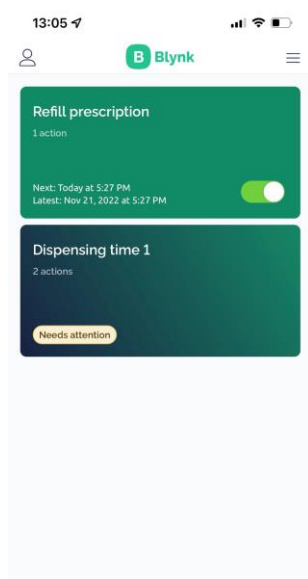 13:05
B Blynk
Refill prescription
1 action
Next: Today at 5:27 PM
Latest: Nov 21, 2022 at 5:27 PM
Dispensing time 1
2 actions
Needs attention